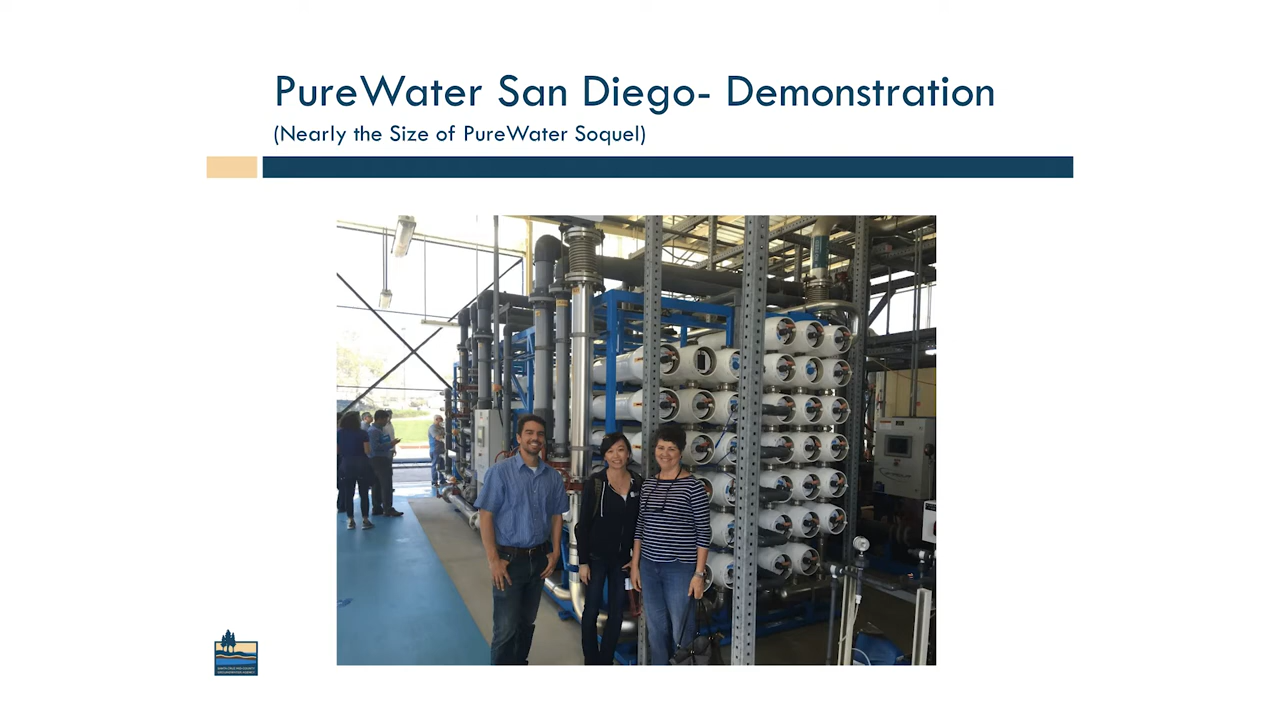 PureWater San Diego- Demonstration
(Nearly the Size of PureWater Soquel)